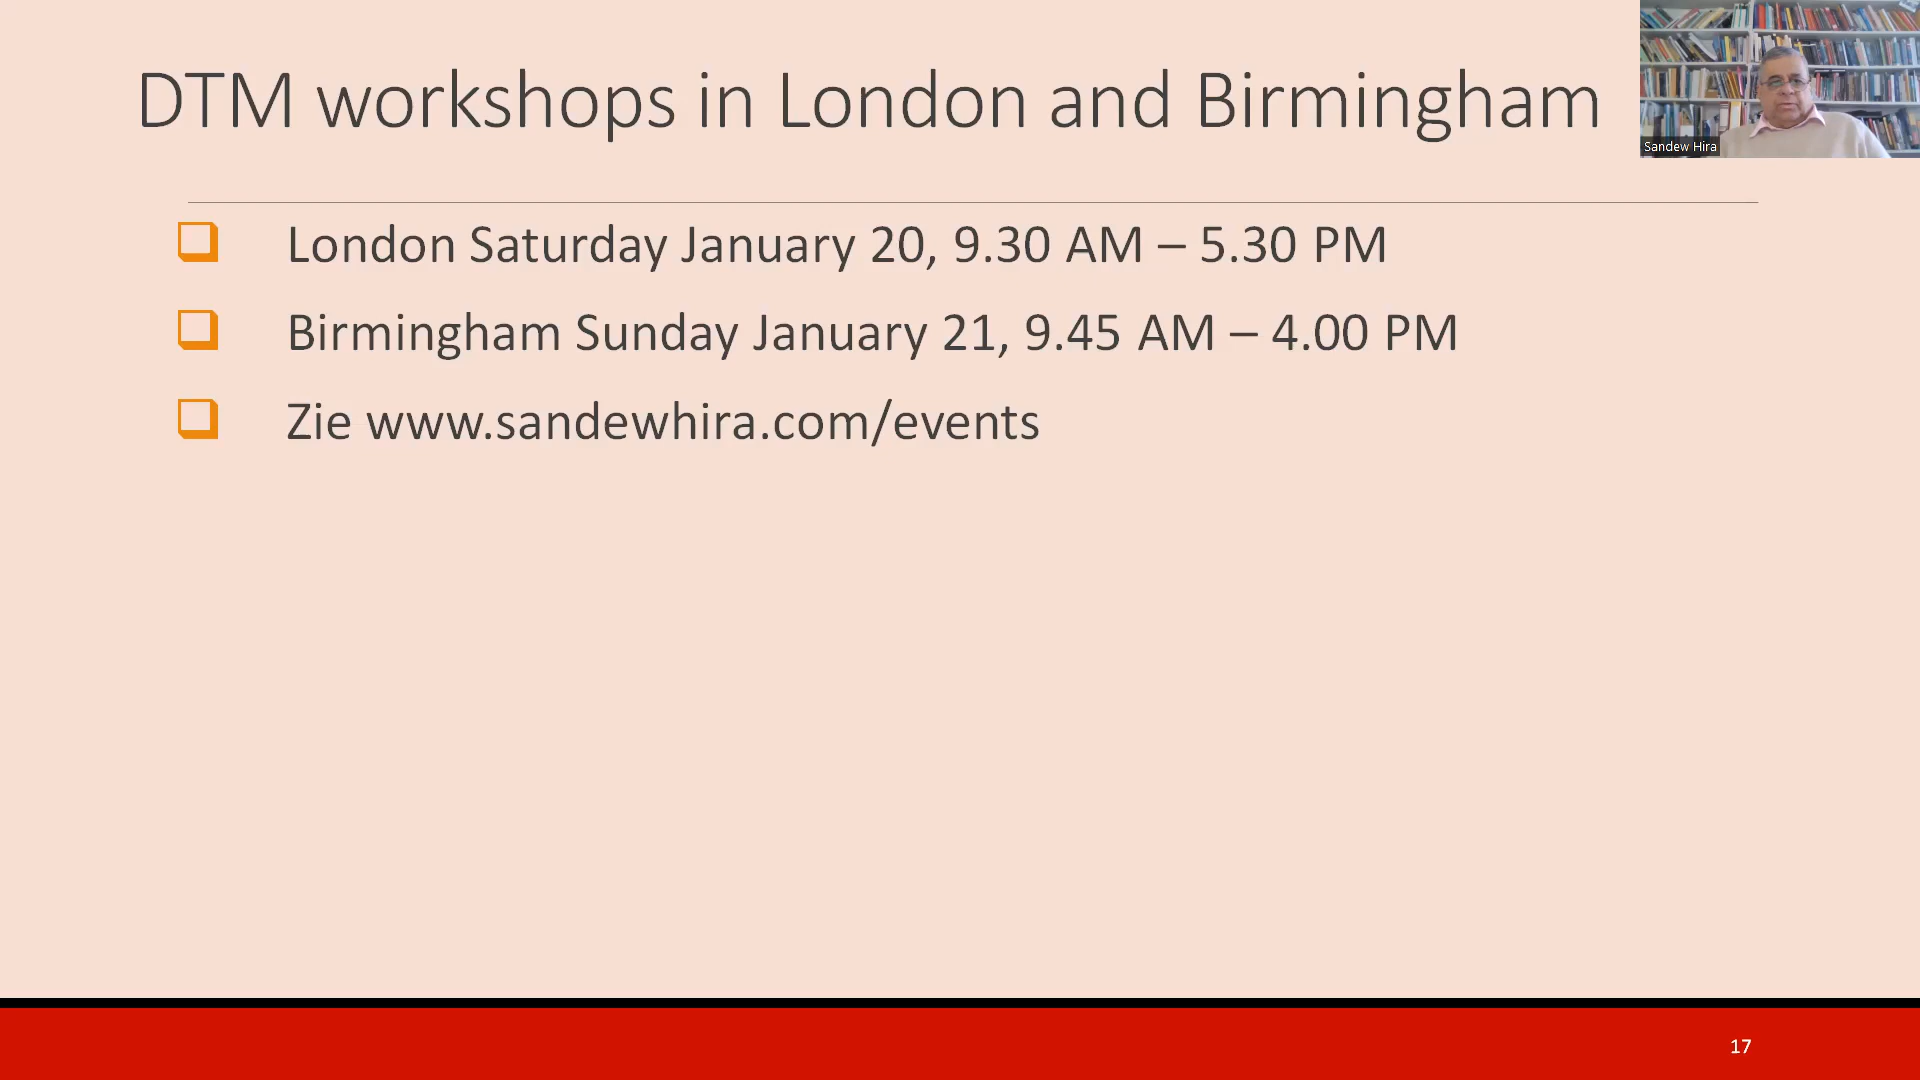 DTM workshops in London and Birmingham
Sandew Hira
London Saturday January 20, 9.30 AM – 5.30 PM
Birmingham Sunday January 21, 9.45 AM – 4.00 PM
Zie www.sandewhira.com/events
17